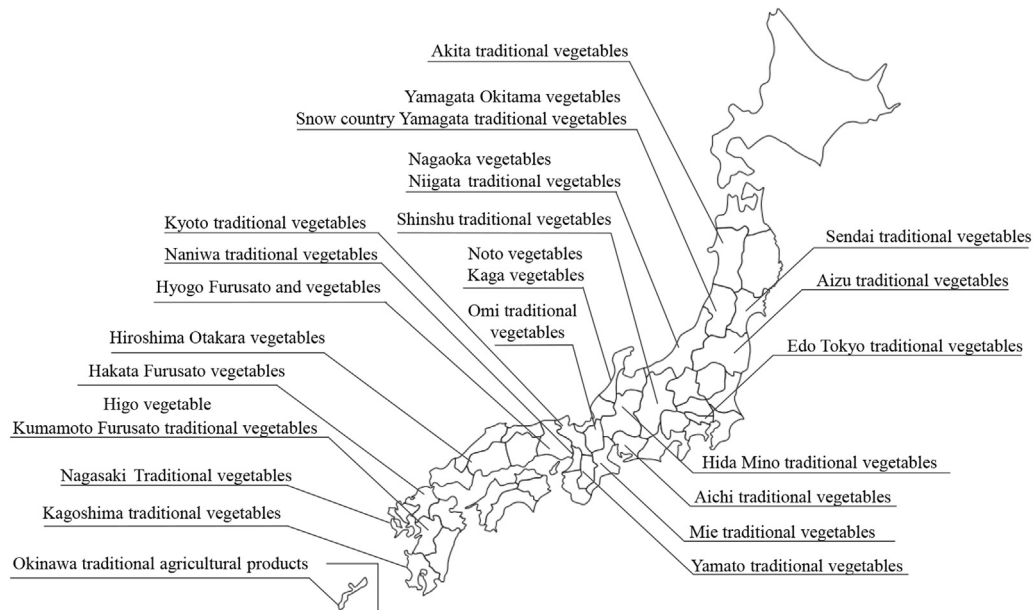 Akita traditional vegetables
Yamagata Okitama vegetables
Snow country Yamagata traditional vegetables
Nagaoka vegetables
Niigata traditional vegetables
Shinshu traditional vegetables
Kyoto traditional vegetables
Naniwa traditional vegetables
Hyogo Furusato and vegetables
Noto vegetables
Kaga vegetables
Omi traditional
vegetables
Hiroshima Otakara vegetables
Hakata Furusato vegetables
Higo vegetable
Kumamoto Furusato traditional vegetables
Nagasaki Traditional vegetables
Kagoshima traditional vegetables
Okinawa traditional agricultural products
Sendai traditional vegetables
Aizu traditional vegetables
Edo Tokyo traditional vegetables
Hida Mino traditional vegetables
Aichi traditional vegetables
Mie traditional vegetables
Yamato traditional vegetables